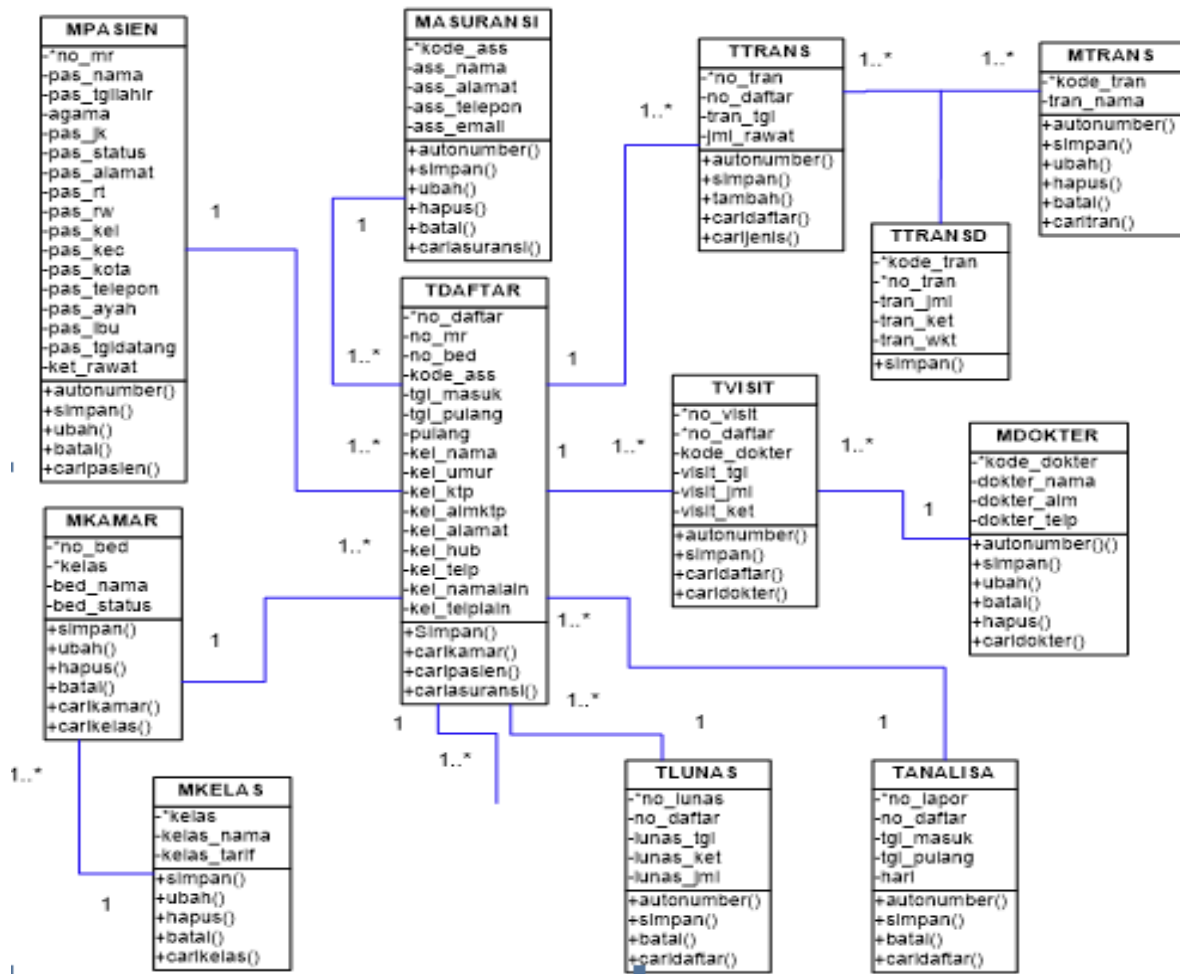 MPASIEN
-*no_mr
-pas_nama
-pas_tgllahir
-agama
-pas_jk
-pas_status
-pas_alamat
-pas_rt
-pas_rw
-pas_kel
-pas_kec
-pas_kota
-pas_telepon
-pas_ayah
-pas_ibu
-pas_tgldatang
-ket_rawat
+autonumber()
+simpan()
+ubah()
+batal()
+caripasien()
MASURANSI
-*kode_ass
-ass_nama
-ass_alamat
-ass_telepon
-ass_email
+autonumber()
+simpan()
+ubah()
+hapus()
+batal()
+cariasuransi()
TTRANS
-*no_tran
-no_daftar
-tran_tgl
-jml_rawat
+autonumber()
+simpan()
+tambah()
+caridaftar()
+carijenis()
1..*
1..*
MTRANS
-*kode_tran
-tran_nama
+autonumber()
+simpan()
+ubah()
+hapus()
+batal()
+caritran()
TTRANSD
-*kode_tran
-*no_tran
-tran_jml
-tran_ket
-tran_wkt
+simpan()
1..*
1
1
1
1..*
1..*
TDAFTAR
-*no_daftar
-no_mr
-no_bed
-kode_ass
-tgl_masuk
-tgl_pulang
-pulang
-kel_nama
-kel_umur
-kel_ktp
-kel_almktp
-kel_alamat
-kel_hub
-kel_telp
-kel_namalain
-kel_telplain
+Simpan()
+carikamar()
+caripasien()
+cariasuransi()
1
1..*
TVISIT
-*no_visit
-*no_daftar
-kode_dokter
-visit_tgl
-visit_jml
-visit_ket
+autonumber()
+simpan()
+caridaftar()
+caridokter()
1..*
1
MDOKTER
-*kode_dokter
-dokter_nama
-dokter_alm
-dokter_telp
+autonumber()()
+simpan()
+ubah()
+batal()
+hapus()
+caridokter()
MKAMAR
-*no_bed
-*kelas
-bed_nama
-bed_status
+simpan()
+ubah()
+hapus()
+batal()
+carikamar()
+carikelas()
1..*
1
1..*
1
MKELAS
-*kelas
-kelas_nama
-kelas_tarif
+simpan()
+ubah()
+hapus()
+batal()
+carikelas()
1
1..*
1..*
1
TLUNAS
-*no_lunas
-no_daftar
-lunas_tgl
-lunas_ket
-lunas_jml
+autonumber()
+simpan()
+batal()
+caridaftar()
1..*
1
TANALISA
-*no_lapor
-no_daftar
-tgl_masuk
-tgl_pulang
-hari
+autonumber()
+simpan()
+batal()
+caridaftar()